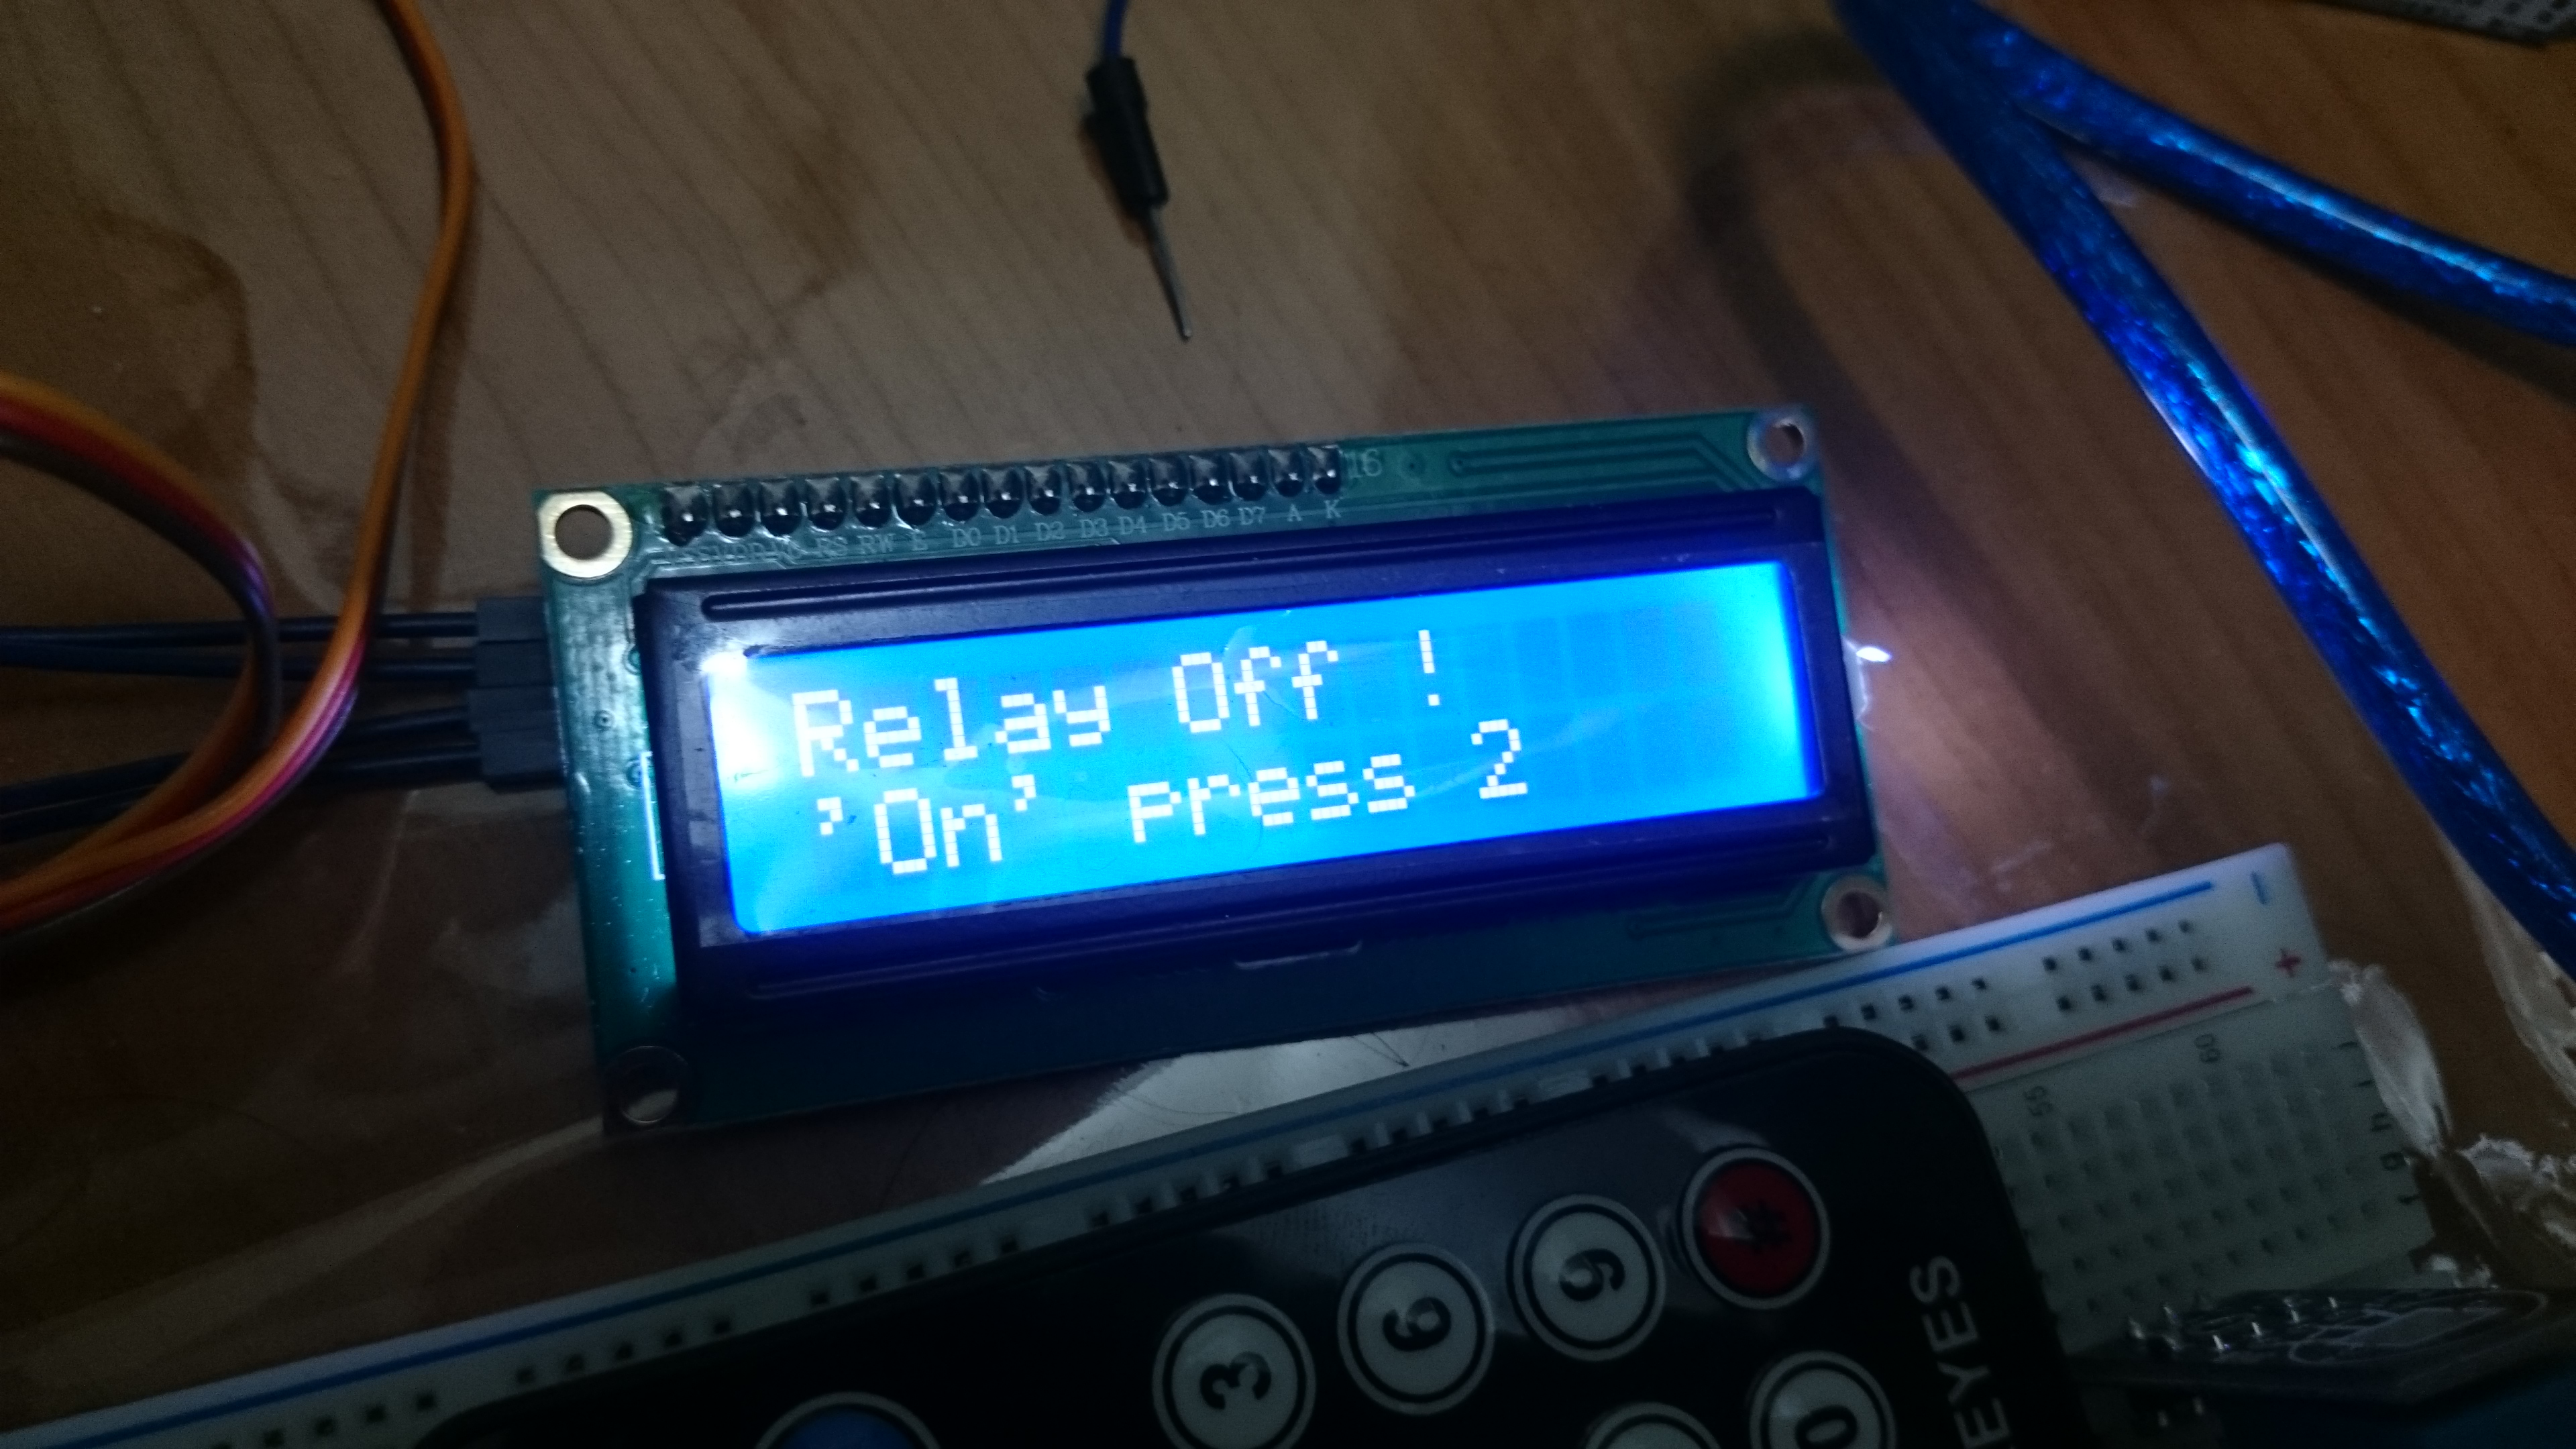 16
RS RW E D0 D1 D2 D3 D4 D5 D6 D7 A K
Relay Off !
'On' press 2
−
+
60
55
j
i
h
g
f
3 6 9 #
0
EYES